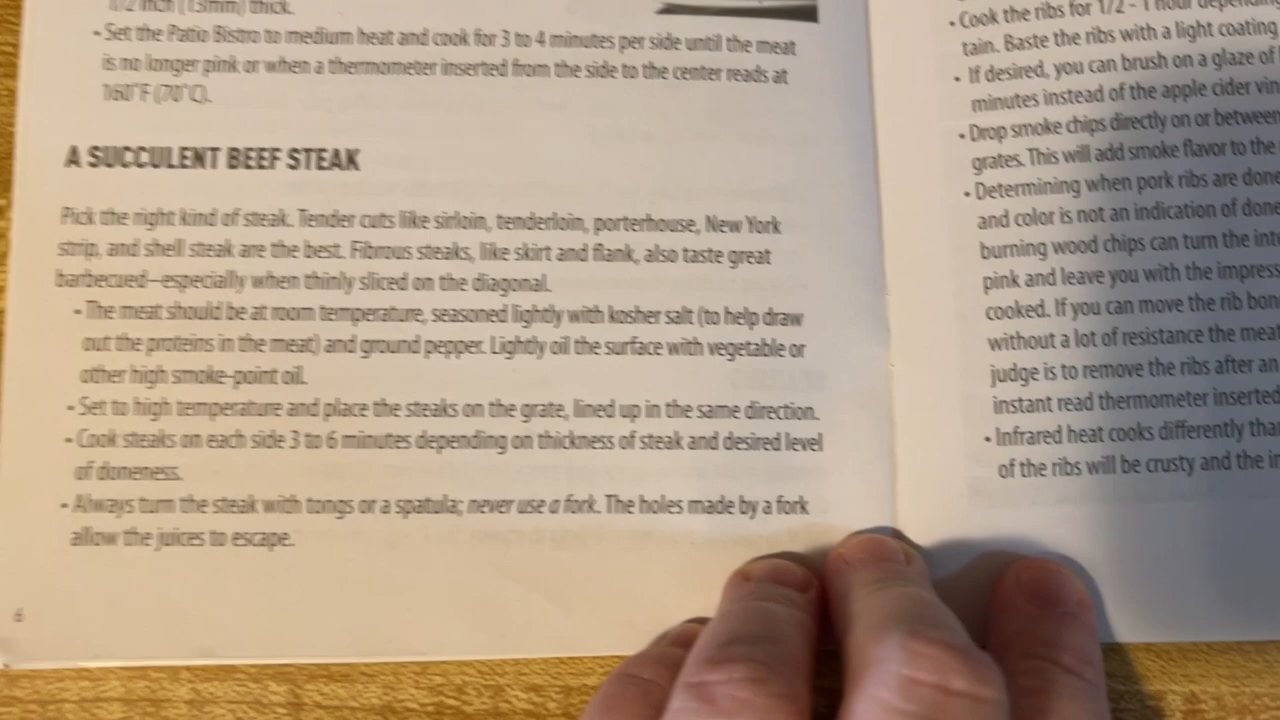 1/2 inch (13mm) thick.
• Set the Patio Bistro to medium heat and cook for 3 to 4 minutes per side until the meat
is no longer pink or when a thermometer inserted from the side to the center reads at
160°F (70°C).
A SUCCULENT BEEF STEAK
Pick the right kind of steak. Tender cuts like sirloin, tenderloin, porterhouse, New York
strip, and shell steak are the best. Fibrous steaks, like skirt and flank, also taste great
barbecued—especially when thinly sliced on the diagonal.
• The meat should be at room temperature, seasoned lightly with kosher salt (to help draw
out the proteins in the meat) and ground pepper. Lightly oil the surface with vegetable or
other high smoke-point oil.
• Set to high temperature and place the steaks on the grate, lined up in the same direction.
• Cook steaks on each side 3 to 6 minutes depending on thickness of steak and desired level
of doneness.
• Always turn the steak with tongs or a spatula; never use a fork. The holes made by a fork
allow the juices to escape.
6
• Cook the ribs for 1/2 - 1 hour depending
tain. Baste the ribs with a light coating
• If desired, you can brush on a glaze of
minutes instead of the apple cider vin
• Drop smoke chips directly on or between
grates. This will add smoke flavor to the
• Determining when pork ribs are done
and color is not an indication of done
burning wood chips can turn the inte
pink and leave you with the impress
cooked. If you can move the rib bon
without a lot of resistance the meat
judge is to remove the ribs after an
instant read thermometer inserted
• Infrared heat cooks differently than
of the ribs will be crusty and the in